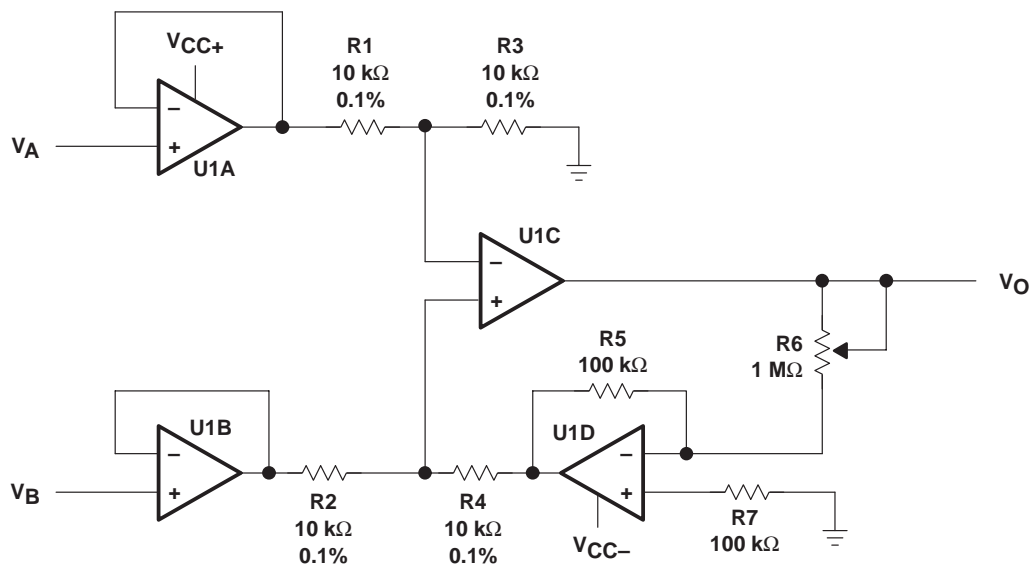 VCC+
R1
10 kΩ
0.1%
R3
10 kΩ
0.1%
−
+
VA
U1A
U1C
−
+
VO
R6
1 MΩ
R5
100 kΩ
U1B
−
+
VB
R2
10 kΩ
0.1%
R4
10 kΩ
0.1%
U1D
−
+
VCC−
R7
100 kΩ